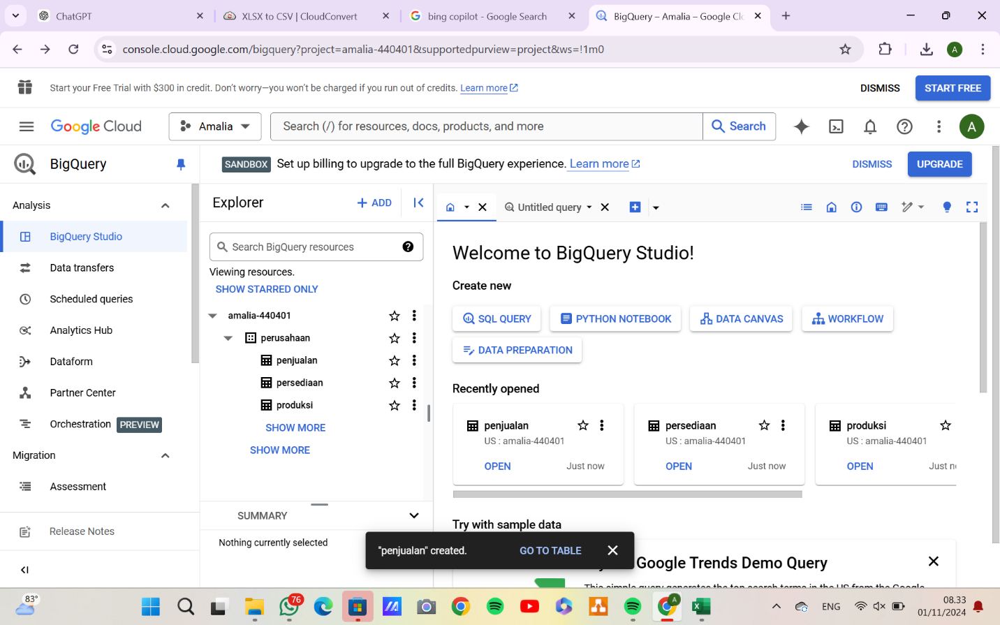 ChatGPT
XLSX to CSV | CloudConvert
bing copilot - Google Search
BigQuery – Amalia – Google Clo
console.cloud.google.com/bigquery?project=amalia-440401&supportedpurview=project&ws=!1m0
A
Start your Free Trial with $300 in credit. Don't worry—you won't be charged if you run out of credits. Learn more
DISMISS
START FREE
Google Cloud
Amalia
Search (/) for resources, docs, products, and more
Search
A
BigQuery
SANDBOX Set up billing to upgrade to the full BigQuery experience. Learn more
DISMISS
UPGRADE
Analysis
BigQuery Studio
Data transfers
Scheduled queries
Analytics Hub
Dataform
Partner Center
Orchestration PREVIEW
Migration
Assessment
Release Notes
Explorer
+ ADD
Search BigQuery resources
Viewing resources.
SHOW STARRED ONLY
amalia-440401
perusahaan
penjualan
persediaan
produksi
SHOW MORE
SHOW MORE
SUMMARY
Nothing currently selected
Untitled query
Welcome to BigQuery Studio!
Create new
SQL QUERY
PYTHON NOTEBOOK
DATA CANVAS
WORKFLOW
DATA PREPARATION
Recently opened
penjualan
US : amalia-440401
OPEN
Just now
persediaan
US : amalia-440401
OPEN
Just now
produksi
US : amalia-440401
OPEN
Just n
Try with sample data
"penjualan" created.
GO TO TABLE
Google Trends Demo Query
This simple query generates the top search terms in the US from the Google
83°
76
A
ENG
08.33
01/11/2024